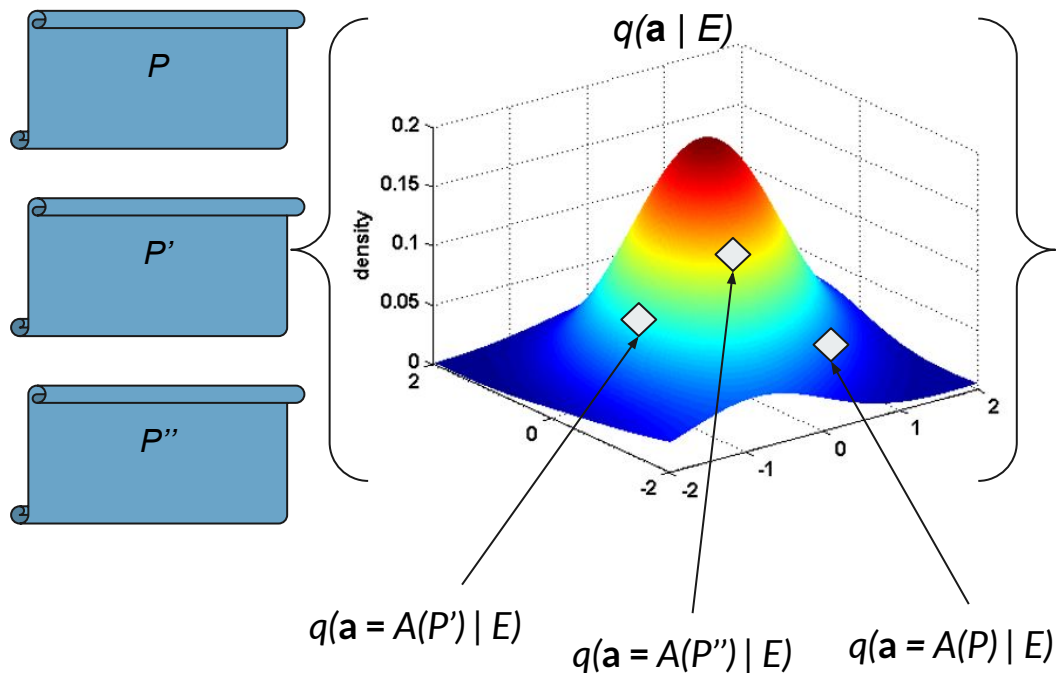 P
P’
P’’
q(a | E)
0.2
0.15
0.1
0.05
0
density
2
0
-2
-2
-1
0
1
2
q(a = A(P’) | E)
q(a = A(P’’) | E)
q(a = A(P) | E)